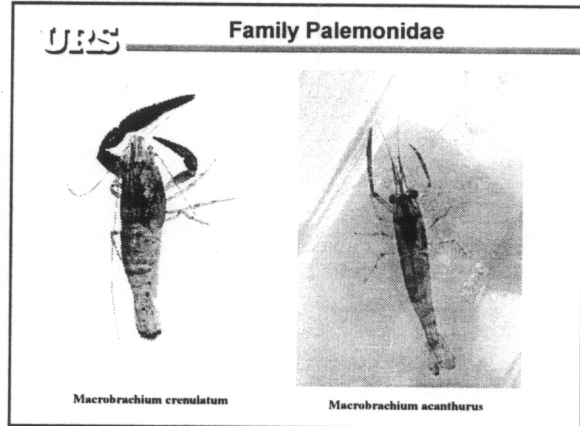 URS
Family Palemonidae
Macrobrachium crenulatum
Macrobrachium acanthurus